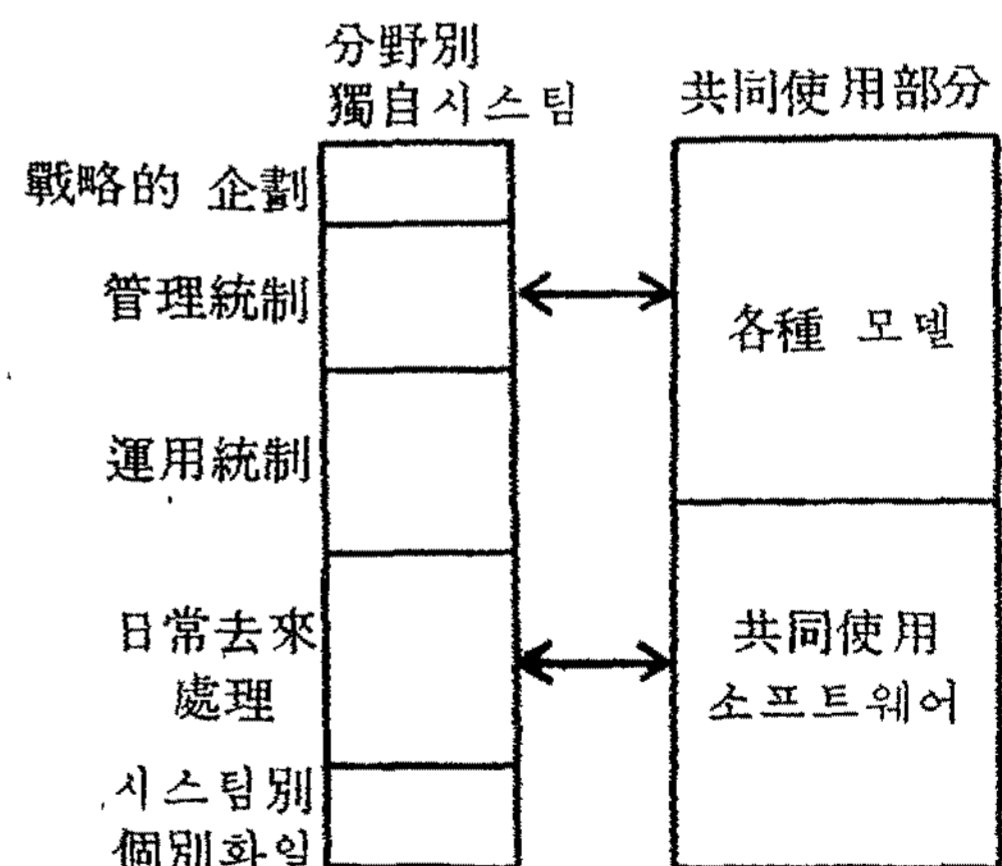 分野別
獨自시스팀
共同使用部分
戰略的 企劃
管理統制
各種 모델
運用統制
日常去來
處理
共同使用
소프트웨어
시스팀別
個別화일